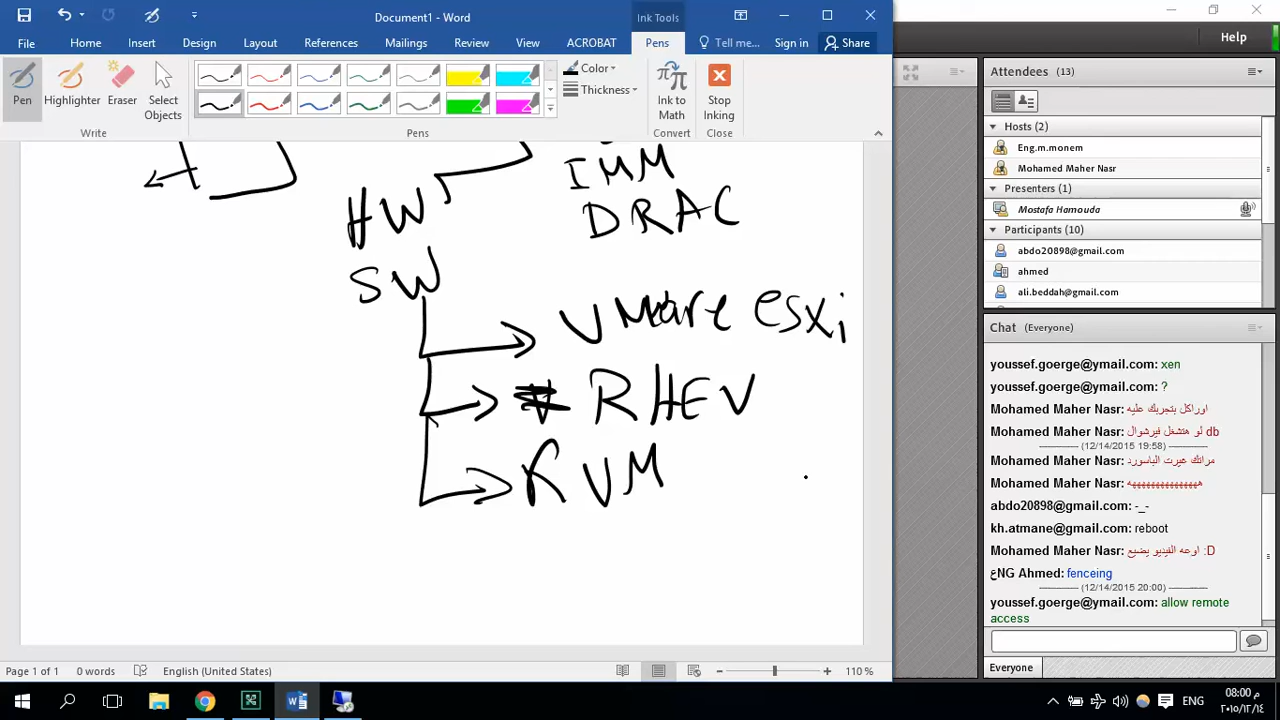 Document1 - Word
Ink Tools
File
Home
Insert
Design
Layout
References
Mailings
Review
View
ACROBAT
Pens
Tell me...
Sign in
Share
Help
Pen
Highlighter
Eraser
Select Objects
Color
Thickness
Ink to Math
Stop Inking
Write
Pens
Convert
Close
IMM
DRAC
HW
SW
VMware esxi
RHEV
KVM
Attendees (13)
Hosts (2)
Eng.m.monem
Mohamed Maher Nasr
Presenters (1)
Mostafa Hamouda
Participants (10)
abdo20898@gmail.com
ahmed
ali.beddah@gmail.com
Chat (Everyone)
youssef.goerge@ymail.com: xen
youssef.goerge@ymail.com: ?
Mohamed Maher Nasr: اوراكل بتجربك عليه
Mohamed Maher Nasr: لو هتشغل فيرشوال db
(12/14/2015 19:58)
Mohamed Maher Nasr: مراتك غيرت الباسورد
Mohamed Maher Nasr: هههههههههههههههه
abdo20898@gmail.com: -_-
kh.atmane@gmail.com: reboot
Mohamed Maher Nasr: اوعه الفيديو يضيع :D
عNG Ahmed: fenceing
(12/14/2015 20:00)
youssef.goerge@ymail.com: allow remote
access
Everyone
Page 1 of 1
0 words
English (United States)
110 %
ENG
08:00 م
٢٠١٥/١٢/١٤